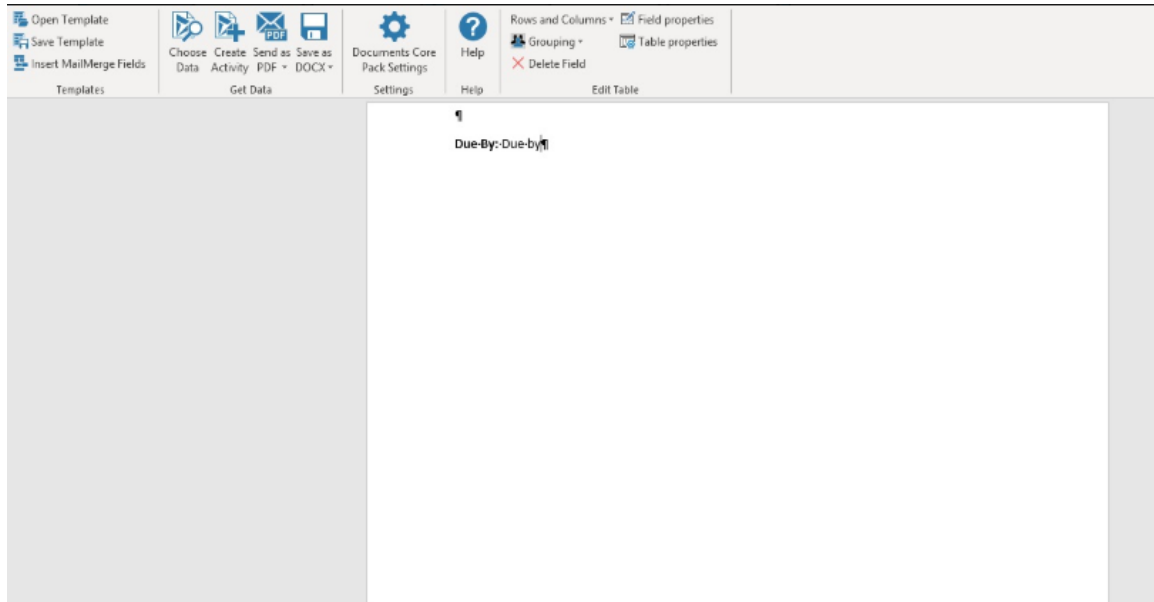 Open Template
Save Template
Insert MailMerge Fields
Templates
Choose Data
Create Activity
PDF
Send as PDF
Save as DOCX
Get Data
Documents Core Pack Settings
Settings
Help
Help
Rows and Columns
Grouping
Delete Field
Field properties
Table properties
Edit Table
¶
Due·By:·Due·by¶